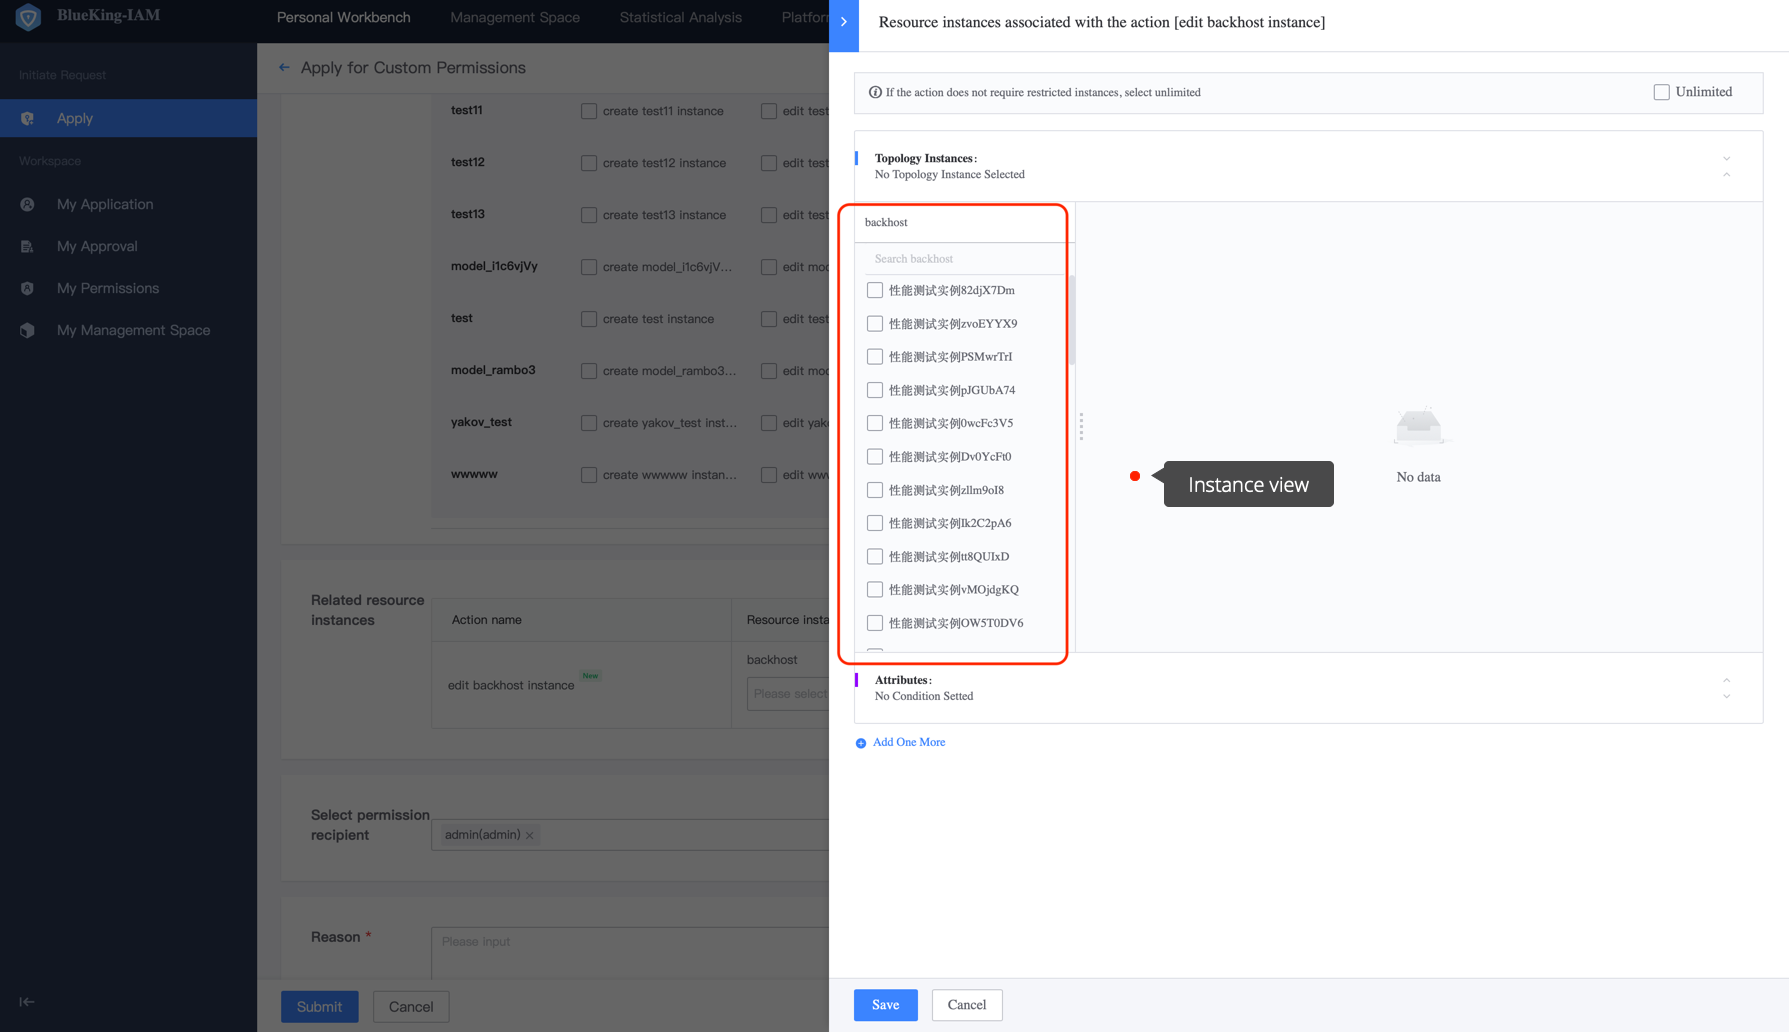 BlueKing-IAM
Personal Workbench
Management Space
Statistical Analysis
Initiate Request
Apply
Workspace
My Application
My Approval
My Permissions
My Management Space
Apply for Custom Permissions
test11
create test11 instance
edit test
test12
create test12 instance
edit test
test13
create test13 instance
edit test
model_i1c6vjVy
create model_i1c6vjV...
edit mod
test
create test instance
edit test
model_rambo3
create model_rambo3...
edit mod
yakov_test
create yakov_test inst...
edit yak
wwwww
create wwwww instan...
edit ww
Related resource
instances
Action name
Resource insta
edit backhost instance
New
backhost
Please select
Select permission
recipient
admin(admin)
Reason *
Please Input
Submit
Cancel
Resource instances associated with the action [edit backhost instance]
If the action does not require restricted instances, select unlimited
Unlimited
Topology Instances:
No Topology Instance Selected
backhost
Search backhost
性能测试实例82djX7Dm
性能测试实例zvoEYYX9
性能测试实例PSMwrTrI
性能测试实例pJGUbA74
性能测试实例0wcFc3V5
性能测试实例Dv0YcFt0
性能测试实例zllm9oI8
性能测试实例Ik2C2pA6
性能测试实例tt8QUIxD
性能测试实例vMOjdgKQ
性能测试实例OW5T0DV6
Instance view
No data
Attributes:
No Condition Setted
Add One More
Save
Cancel